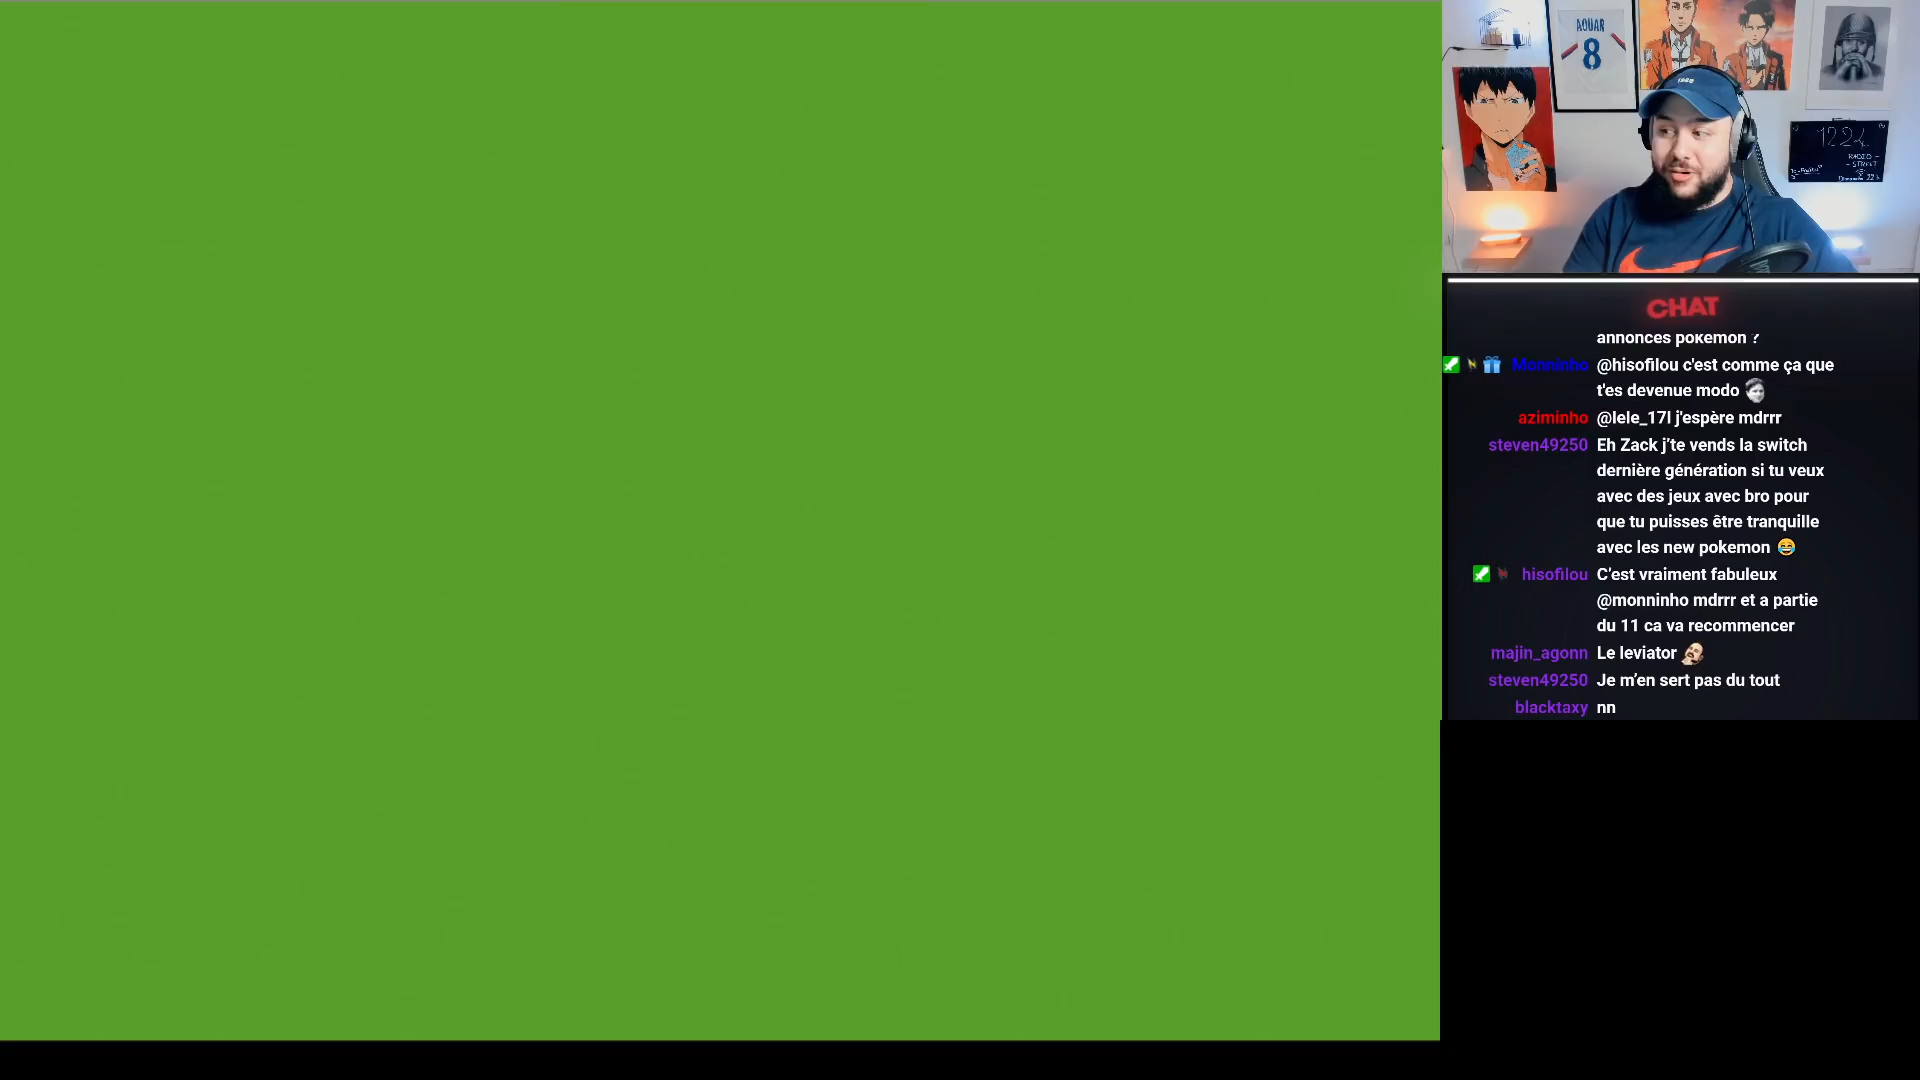 AOUAR
8
1224
RADIO -
- STREET
CHAT
annonces pokemon ?
Monninho @hisofilou c'est comme ça que
t'es devenue modo
aziminho @lele_17l j'espère mdrrr
steven49250 Eh Zack j'te vends la switch
dernière génération si tu veux
avec des jeux avec bro pour
que tu puisses être tranquille
avec les new pokemon 😂
hisofilou C'est vraiment fabuleux
@monninho mdrrr et a partie
du 11 ca va recommencer
majin_agonn Le leviator
steven49250 Je m'en sert pas du tout
blacktaxy nn